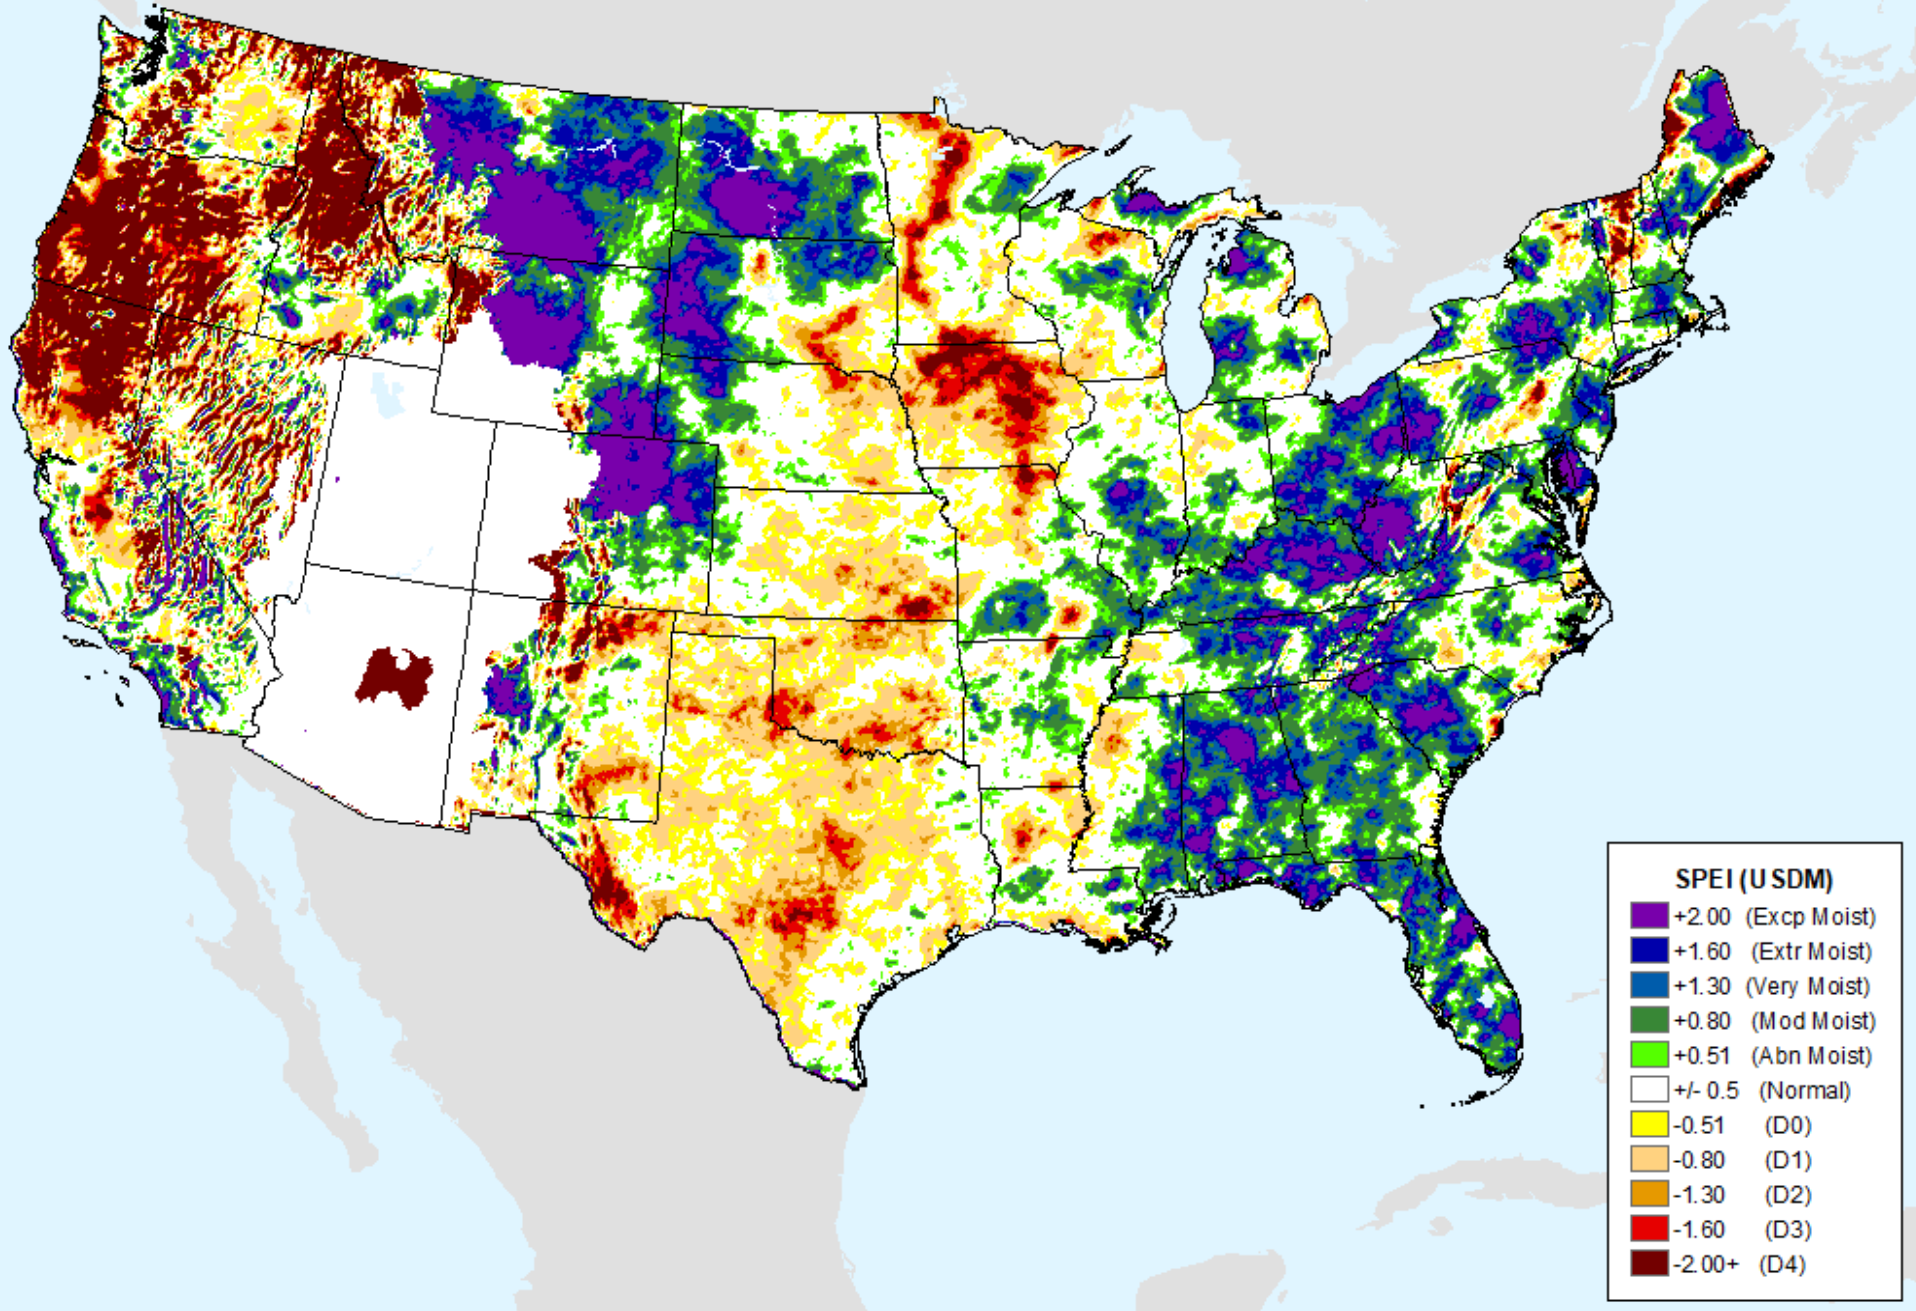 SPEI (USDM)
+2.00 (Excp Moist)
+1.60 (Extr Moist)
+1.30 (Very Moist)
+0.80 (Mod Moist)
+0.51 (Abn Moist)
+/- 0.5 (Normal)
-0.51 (D0)
-0.80 (D1)
-1.30 (D2)
-1.60 (D3)
-2.00+ (D4)